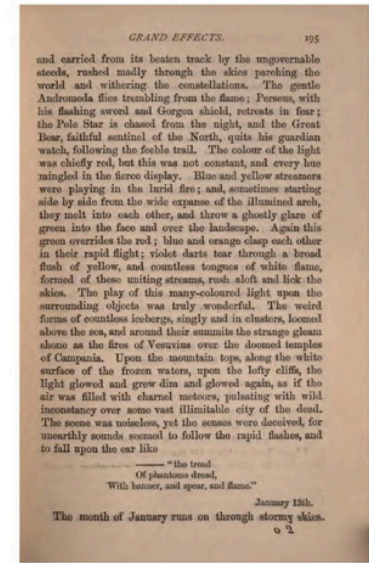 GRAND EFFECTS. 195
and carried from its beaten track by the ungovernable
steeds, rushed madly through the skies parching the
world and withering the constellations. The gentle
Andromeda flies trembling from the flame; Perseus, with
his flashing sword and Gorgon shield, retreats in fear;
the Pole Star is chased from the night, and the Great
Bear, faithful sentinel of the North, quits his guardian
watch, following the feeble trail. The colour of the light
was chiefly red, but this was not constant, and every hue
mingled in the fierce display. Blue and yellow streamers
were playing in the lurid fire; and, sometimes starting
side by side from the wide expanse of the illumined arch,
they melt into each other, and throw a ghostly glare of
green into the face and over the landscape. Again this
green overrides the red; blue and orange clasp each other
in their rapid flight; violet darts tear through a broad
flush of yellow, and countless tongues of white flame,
formed of these uniting streams, rush aloft and lick the
skies. The play of this many-coloured light upon the
surrounding objects was truly wonderful. The weird
forms of countless icebergs, singly and in clusters, loomed
above the sea, and around their summits the strange gleam
shone as the fires of Vesuvius over the doomed temples
of Campania. Upon the mountain tops, along the white
surface of the frozen waters, upon the lofty cliffs, the
light glowed and grew dim and glowed again, as if the
air was filled with charnel meteors, pulsating with wild
inconstancy over some vast illimitable city of the dead.
The scene was noiseless, yet the senses were deceived, for
unearthly sounds seemed to follow the rapid flashes, and
to fall upon the ear like
——— "the tread
Of phantoms dread,
With banner, and spear, and flame."
January 13th.
The month of January runs on through stormy skies.
O 2